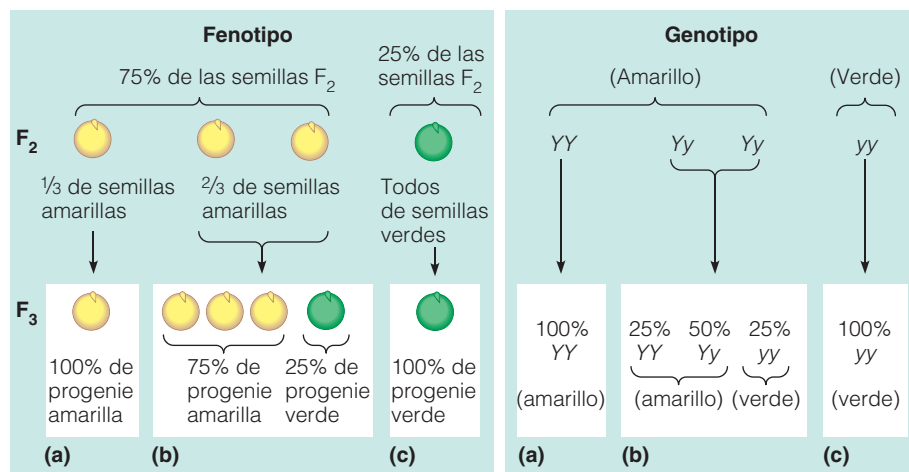 Fenotipo
75% de las semillas F2
25% de las
semillas F2
F2
1/3 de semillas
amarillas
2/3 de semillas
amarillas
Todos
de semillas
verdes
F3
100% de
progenie
amarilla
75% de
progenie
amarilla
25% de
progenie
verde
100% de
progenie
verde
(a)
(b)
(c)
Genotipo
(Amarillo)
(Verde)
YY
Yy
Yy
yy
100%
YY
(amarillo)
25%
YY
50%
Yy
(amarillo)
25%
yy
(verde)
100%
yy
(verde)
(a)
(b)
(c)